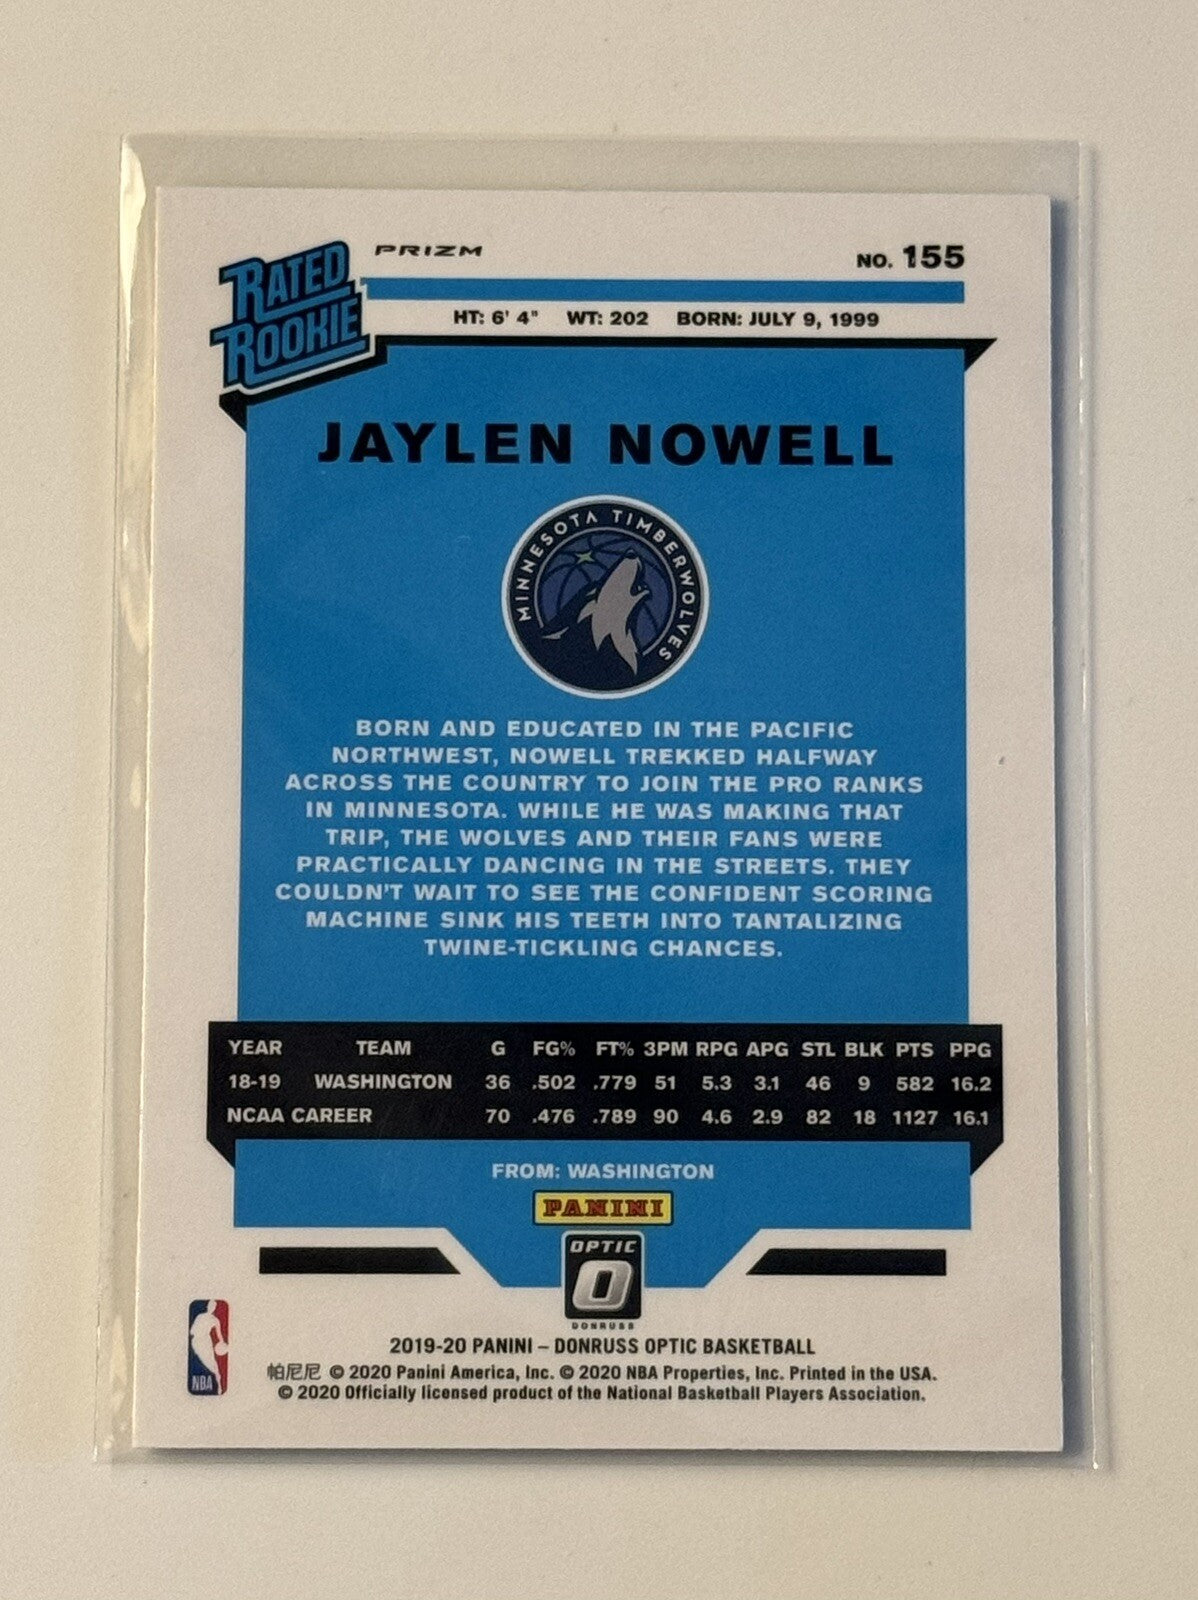 RATED
ROOKIE
PRIZM
NO. 155
HT: 6' 4" WT: 202 BORN: JULY 9, 1999
JAYLEN NOWELL
MINNESOTA TIMBERWOLVES
BORN AND EDUCATED IN THE PACIFIC
NORTHWEST, NOWELL TREKKED HALFWAY
ACROSS THE COUNTRY TO JOIN THE PRO RANKS
IN MINNESOTA. WHILE HE WAS MAKING THAT
TRIP, THE WOLVES AND THEIR FANS WERE
PRACTICALLY DANCING IN THE STREETS. THEY
COULDN'T WAIT TO SEE THE CONFIDENT SCORING
MACHINE SINK HIS TEETH INTO TANTALIZING
TWINE-TICKLING CHANCES.
YEAR TEAM G FG% FT% 3PM RPG APG STL BLK PTS PPG
18-19 WASHINGTON 36 .502 .779 51 5.3 3.1 46 9 582 16.2
NCAA CAREER 70 .476 .789 90 4.6 2.9 82 18 1127 16.1
FROM: WASHINGTON
PANINI
OPTIC
O
DONRUSS
NBA
2019-20 PANINI – DONRUSS OPTIC BASKETBALL
帕尼尼 © 2020 Panini America, Inc. © 2020 NBA Properties, Inc. Printed in the USA.
© 2020 Officially licensed product of the National Basketball Players Association.